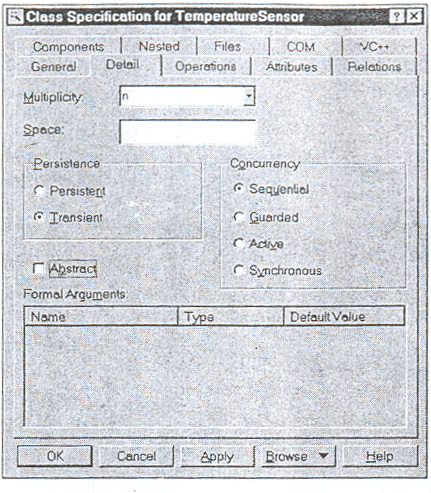 Class Specification for TemperatureSensor
Components Nested Files COM VC++
General Detail Operations Attributes Relations
Multiplicity: n
Space:
Persistence
Persistent
Transient
Concurrency
Sequential
Guarded
Active
Synchronous
Abstract
Formal Arguments:
Name Type Default Value
OK Cancel Apply Browse Help